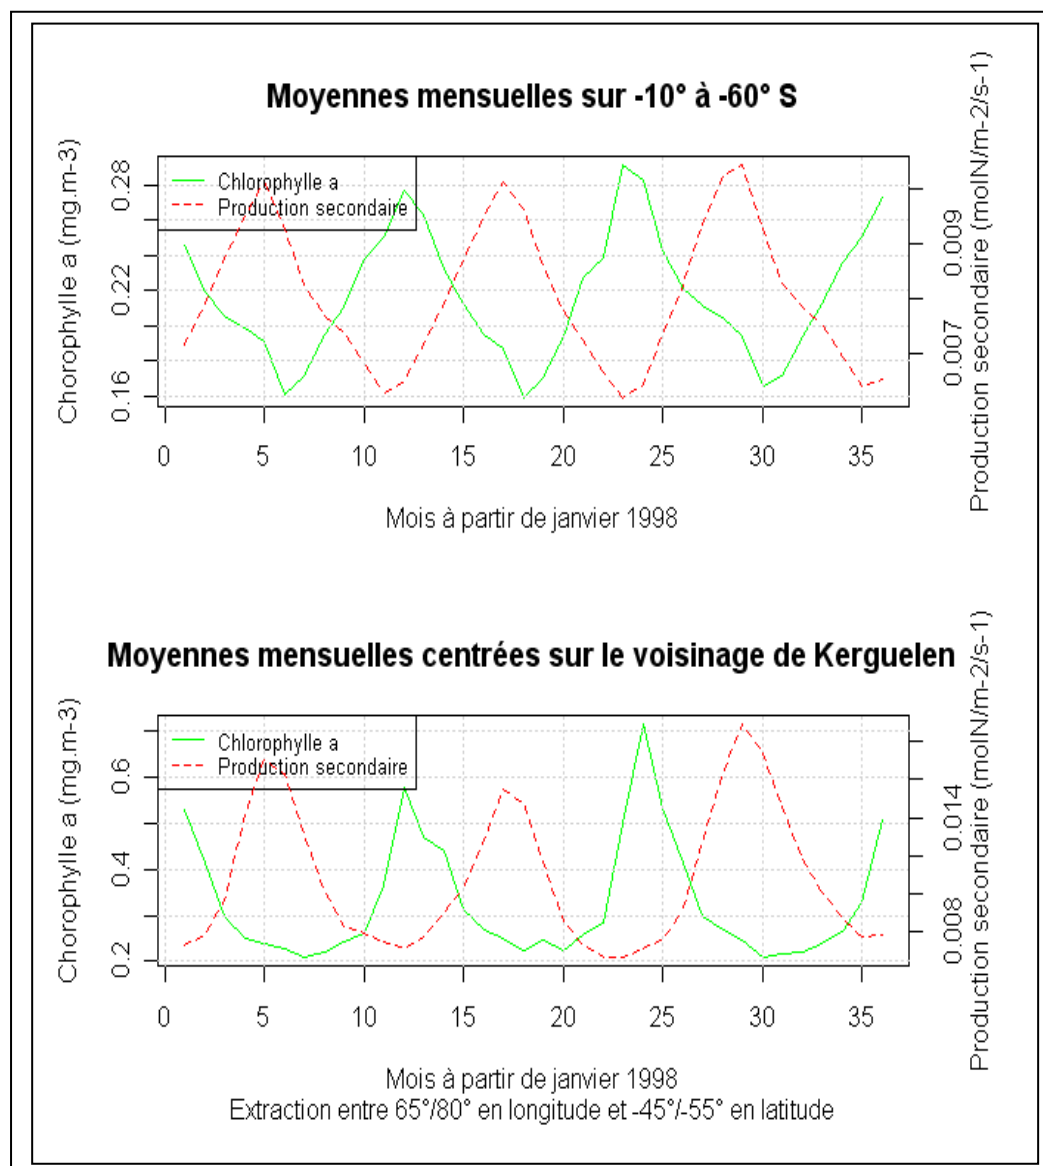 Moyennes mensuelles sur -10° à -60° S
Chorophylle a (mg.m-3)
0.28
0.22
0.16
Chlorophylle a
Production secondaire
0.009
0.007
Production secondaire (molN/m-2/s-1)
0 5 10 15 20 25 30 35
Mois à partir de janvier 1998
Moyennes mensuelles centrées sur le voisinage de Kerguelen
Chorophylle a (mg.m-3)
0.6
0.4
0.2
Chlorophylle a
Production secondaire
0.014
0.008
Production secondaire (molN/m-2/s-1)
0 5 10 15 20 25 30 35
Mois à partir de janvier 1998
Extraction entre 65°/80° en longitude et -45°/-55° en latitude